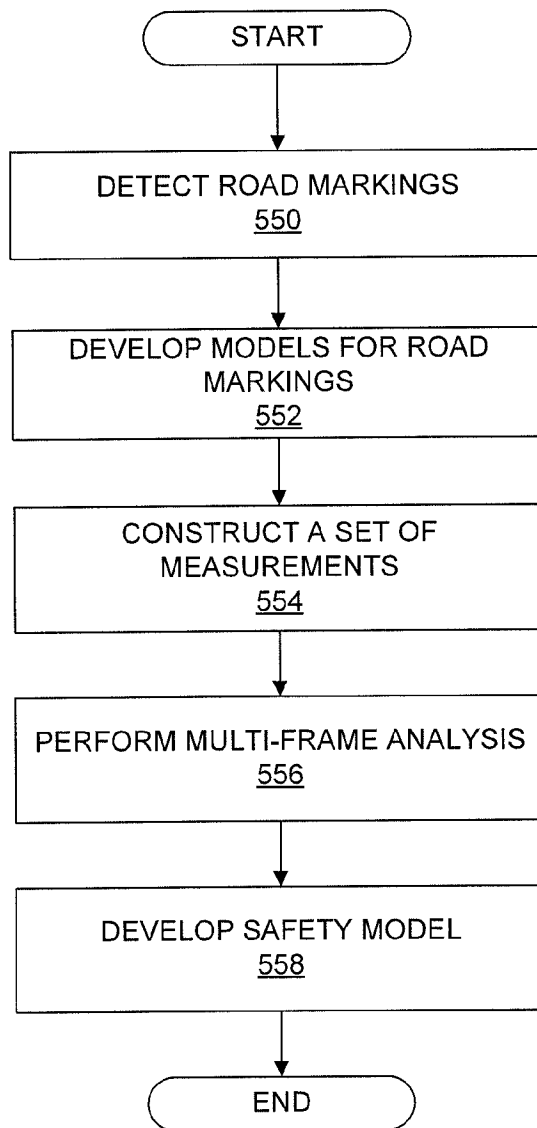 START
DETECT ROAD MARKINGS
550
DEVELOP MODELS FOR ROAD
MARKINGS
552
CONSTRUCT A SET OF
MEASUREMENTS
554
PERFORM MULTI-FRAME ANALYSIS
556
DEVELOP SAFETY MODEL
558
END